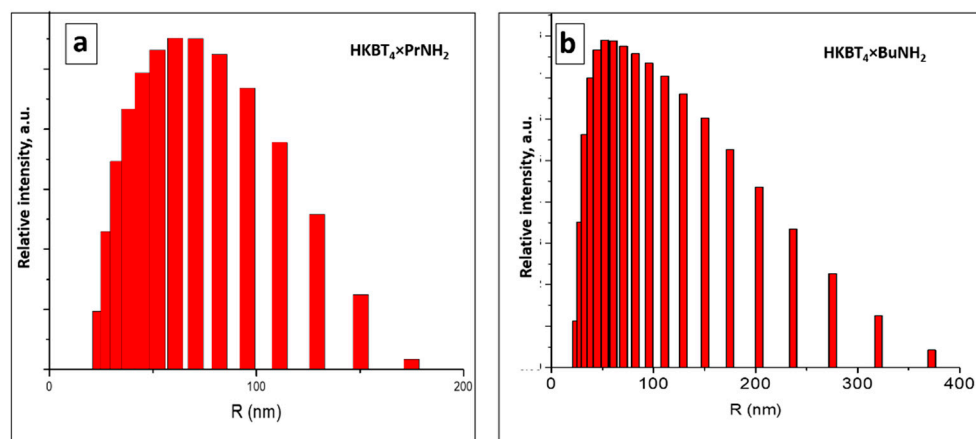 a
HKBT₄×PrNH₂
Relative intensity, a.u.
0
100
200
R (nm)
b
HKBT₄×BuNH₂
Relative intensity, a.u.
0
100
200
300
400
R (nm)